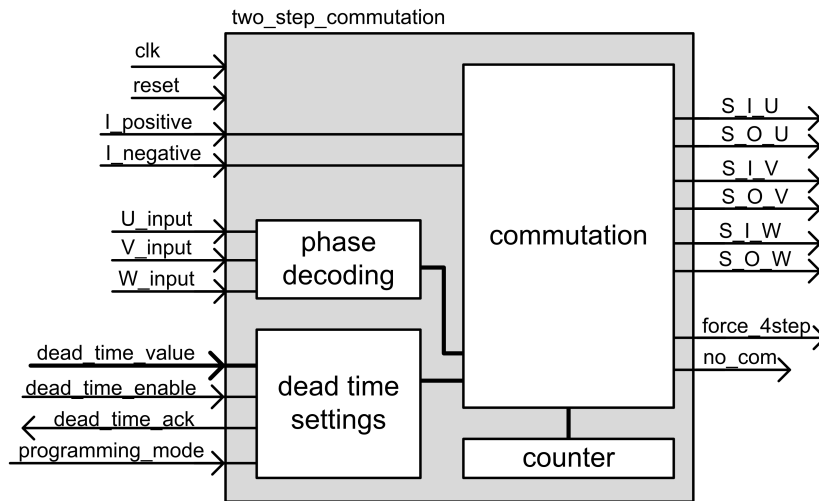 two_step_commutation
clk
reset
I_positive
I_negative
U_input
V_input
W_input
phase
decoding
dead_time_value
dead_time_enable
dead_time_ack
programming_mode
dead time
settings
commutation
counter
S_I_U
S_O_U
S_I_V
S_O_V
S_I_W
S_O_W
force_4step
no_com